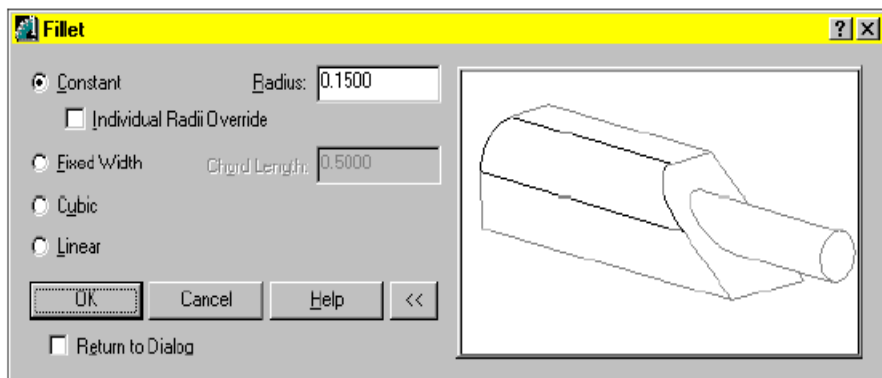 Fillet
Constant Radius: 0.1500
Individual Radii Override
Fixed Width Chord Length: 0.5000
Cubic
Linear
OK Cancel Help <<
Return to Dialog